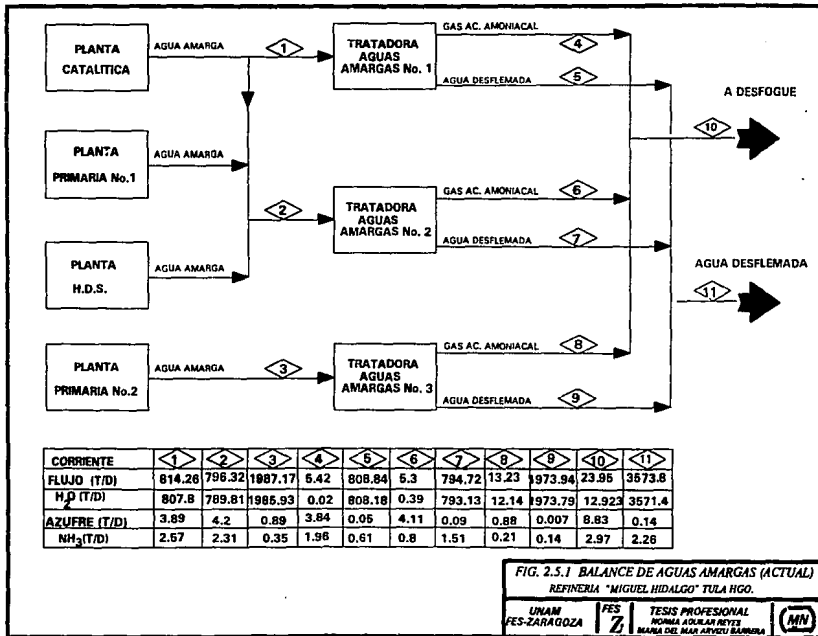 PLANTA
CATALITICA
AGUA AMARGA
1
TRATADORA
AGUAS
AMARGAS No. 1
GAS AC. AMONIACAL
4
AGUA DESFLEMADA
5
A DESFOGUE
10
PLANTA
PRIMARIA No.1
AGUA AMARGA
2
TRATADORA
AGUAS
AMARGAS No. 2
GAS AC. AMONIACAL
6
AGUA DESFLEMADA
7
PLANTA
H.D.S.
AGUA AMARGA
AGUA DESFLEMADA
11
PLANTA
PRIMARIA No.2
AGUA AMARGA
3
TRATADORA
AGUAS
AMARGAS No. 3
GAS AC. AMONIACAL
8
AGUA DESFLEMADA
9
CORRIENTE 1 2 3 4 5 6 7 8 9 10 11
FLUJO (T/D) 814.26 796.32 1987.17 5.42 808.84 5.3 794.72 13.23 1973.94 23.95 3573.8
H2O (T/D) 807.8 789.81 1985.93 0.02 808.18 0.39 793.13 12.14 1973.79 12.923 3571.4
AZUFRE (T/D) 3.89 4.2 0.89 3.84 0.05 4.11 0.09 0.88 0.007 8.83 0.14
NH3(T/D) 2.57 2.31 0.35 1.96 0.61 0.8 1.51 0.21 0.14 2.97 2.26
FIG. 2.5.1 BALANCE DE AGUAS AMARGAS (ACTUAL)
REFINERIA "MIGUEL HIDALGO" TULA HGO.
UNAM
FES-ZARAGOZA
FES
Z
TESIS PROFESIONAL
NORMA AGUILAR REYES
MARIA DEL MAR ARVIZU BARRERA
MN